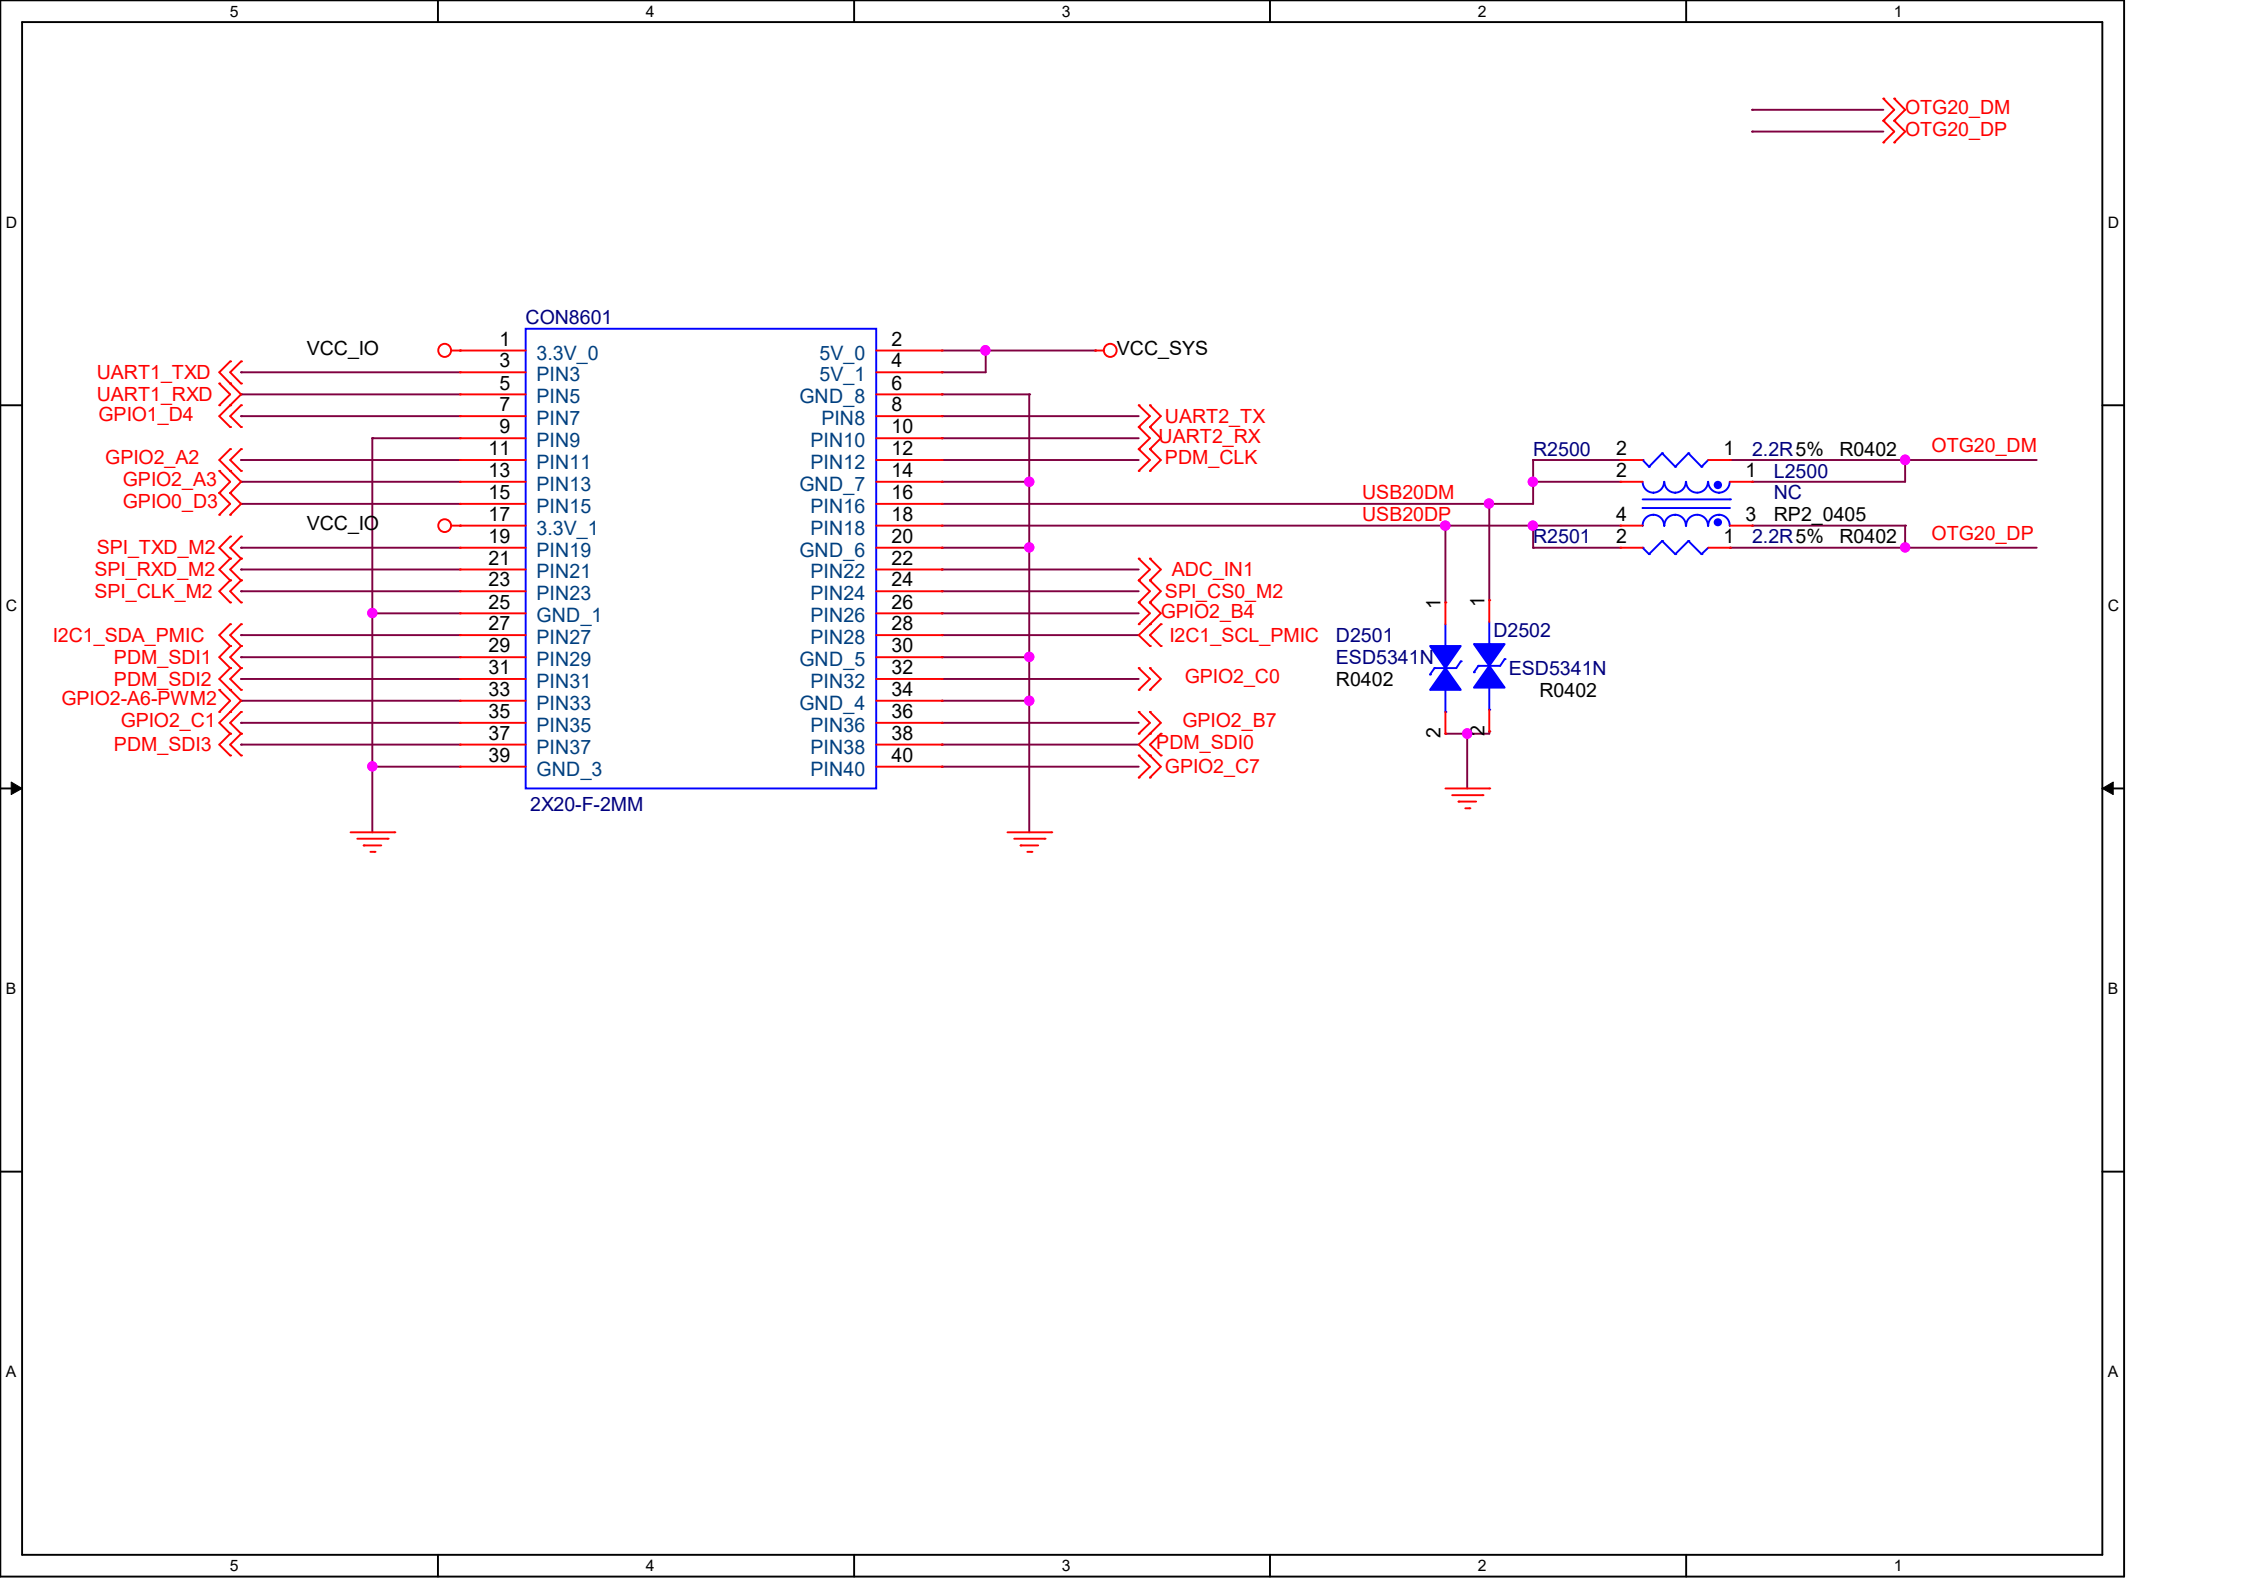 5 4 3 2 1
OTG20_DM
OTG20_DP
D D
CON8601
VCC_IO 1 3.3V_0 5V_0 2 VCC_SYS
UART1_TXD 3 PIN3 5V_1 4
UART1_RXD 5 PIN5 GND_8 6
GPIO1_D4 7 PIN7 PIN8 8 UART2_TX
9 PIN9 PIN10 10 UART2_RX
GPIO2_A2 11 PIN11 PIN12 12 PDM_CLK
GPIO2_A3 13 PIN13 GND_7 14
GPIO0_D3 15 PIN15 PIN16 16 USB20DM
VCC_IO 17 3.3V_1 PIN18 18 USB20DP
SPI_TXD_M2 19 PIN19 GND_6 20
SPI_RXD_M2 21 PIN21 PIN22 22 ADC_IN1
SPI_CLK_M2 23 PIN23 PIN24 24 SPI_CS0_M2
25 GND_1 PIN26 26 GPIO2_B4
I2C1_SDA_PMIC 27 PIN27 PIN28 28 I2C1_SCL_PMIC
PDM_SDI1 29 PIN29 GND_5 30
PDM_SDI2 31 PIN31 PIN32 32 GPIO2_C0
GPIO2-A6-PWM2 33 PIN33 GND_4 34
GPIO2_C1 35 PIN35 PIN36 36 GPIO2_B7
PDM_SDI3 37 PIN37 PIN38 38 PDM_SDI0
39 GND_3 PIN40 40 GPIO2_C7
2X20-F-2MM
R2500 2 1 2.2R 5% R0402 OTG20_DM
2 1 L2500
NC
4 3 RP2_0405
R2501 2 1 2.2R 5% R0402 OTG20_DP
1 1
D2501
ESD5341N
R0402
D2502
ESD5341N
R0402
2 2
C C
B B
A A
5 4 3 2 1